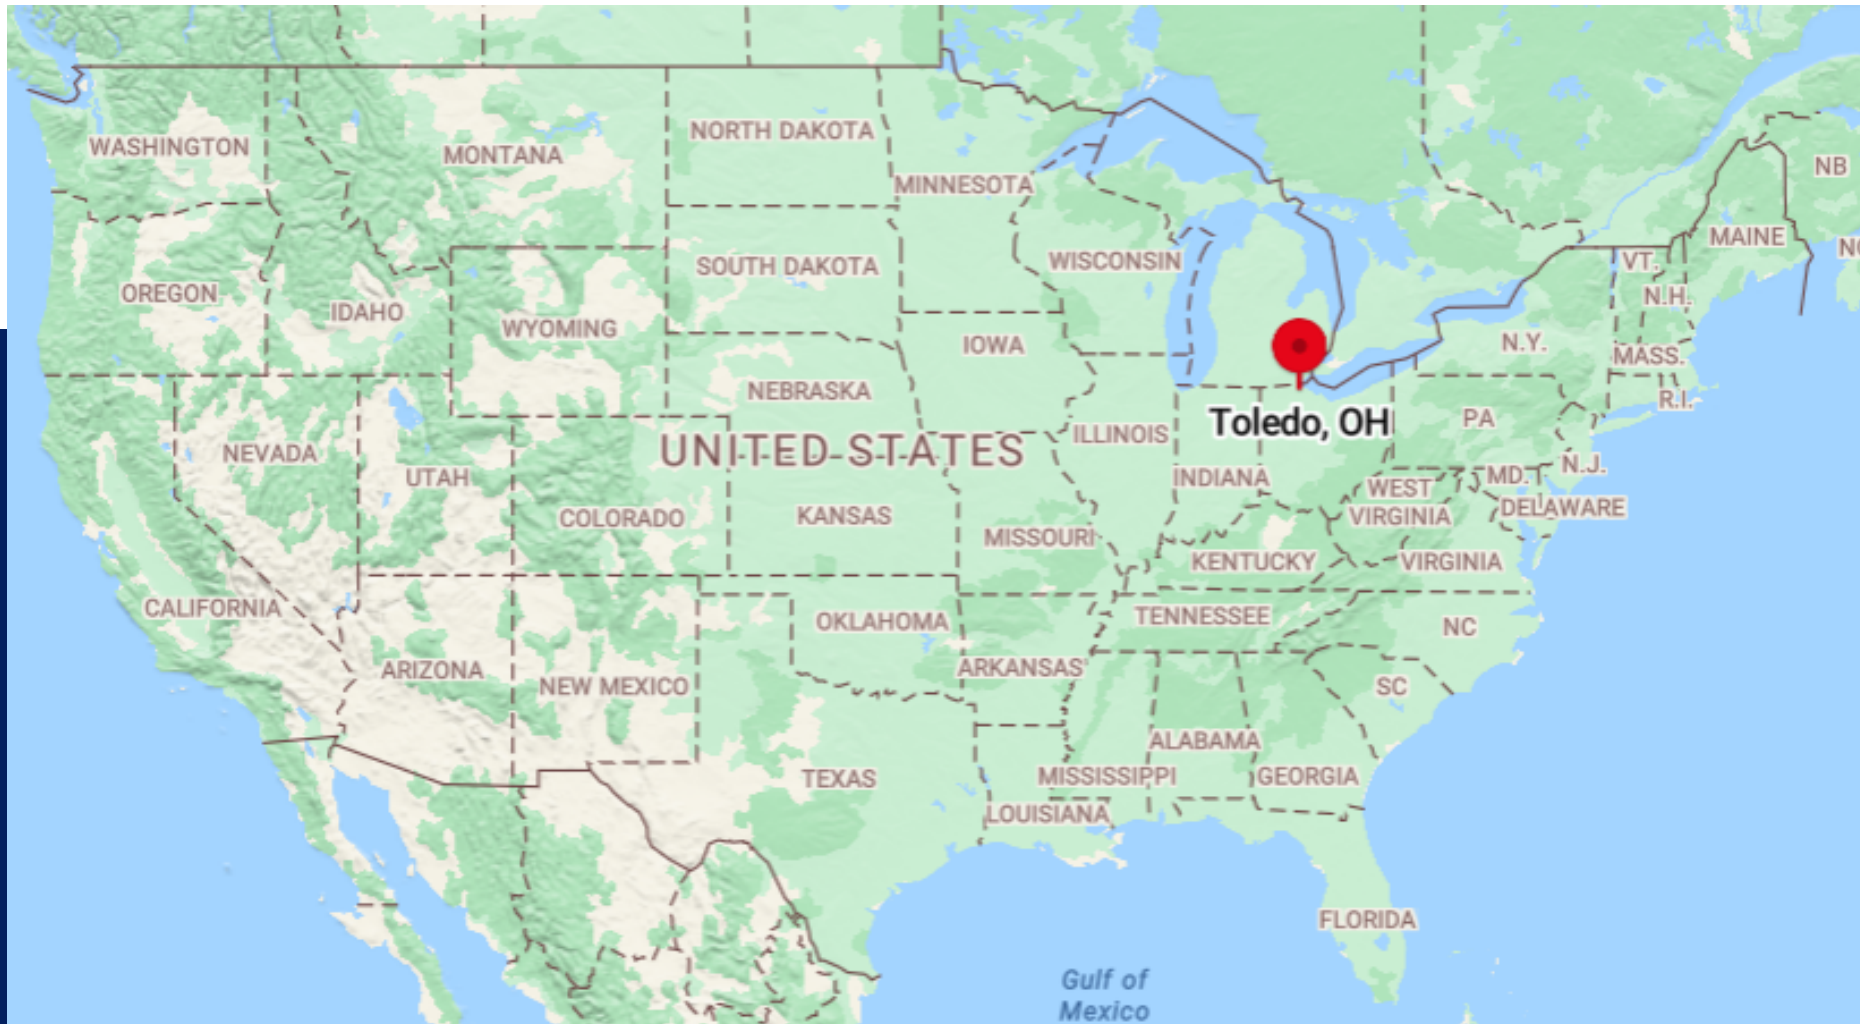 NORTH DAKOTA
WASHINGTON
MONTANA
NB
MINNESOTA
MAINE
WISCONSIN
VT.
SOUTH DAKOTA
OREGON
N.H.
IDAHO
WYOMING
IOWA
N.Y.
MASS.
NEBRASKA
R.I.
Toledo, OH
PA
ILLINOIS
UNITED STATES
NEVADA
UTAH
INDIANA
N.J.
MD.
WEST
VIRGINIA
DELAWARE
COLORADO
KANSAS
MISSOURI
KENTUCKY
VIRGINIA
CALIFORNIA
OKLAHOMA
TENNESSEE
NC
ARIZONA
NEW MEXICO
ARKANSAS
SC
ALABAMA
TEXAS
MISSISSIPPI
GEORGIA
LOUISIANA
FLORIDA
Gulf of
Mexico